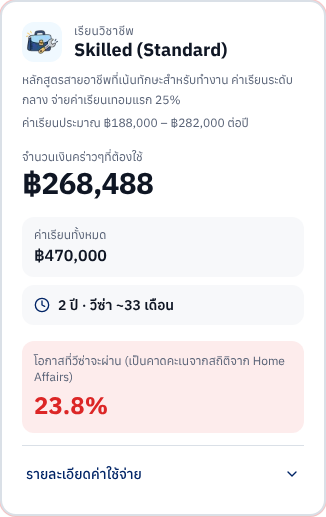 เรียนวิชาชีพ
Skilled (Standard)
หลักสูตรสายอาชีพที่เน้นทักษะสำหรับทำงาน ค่าเรียนระดับ
กลาง จ่ายค่าเรียนเทอมแรก 25%
ค่าเรียนประมาณ ฿188,000 – ฿282,000 ต่อปี
จำนวนเงินคร่าวๆที่ต้องใช้
฿268,488
ค่าเรียนทั้งหมด
฿470,000
2 ปี · วีซ่า ~33 เดือน
โอกาสที่วีซ่าจะผ่าน (เป็นคาดคะเนจากสถิติจาก Home
Affairs)
23.8%
รายละเอียดค่าใช้จ่าย